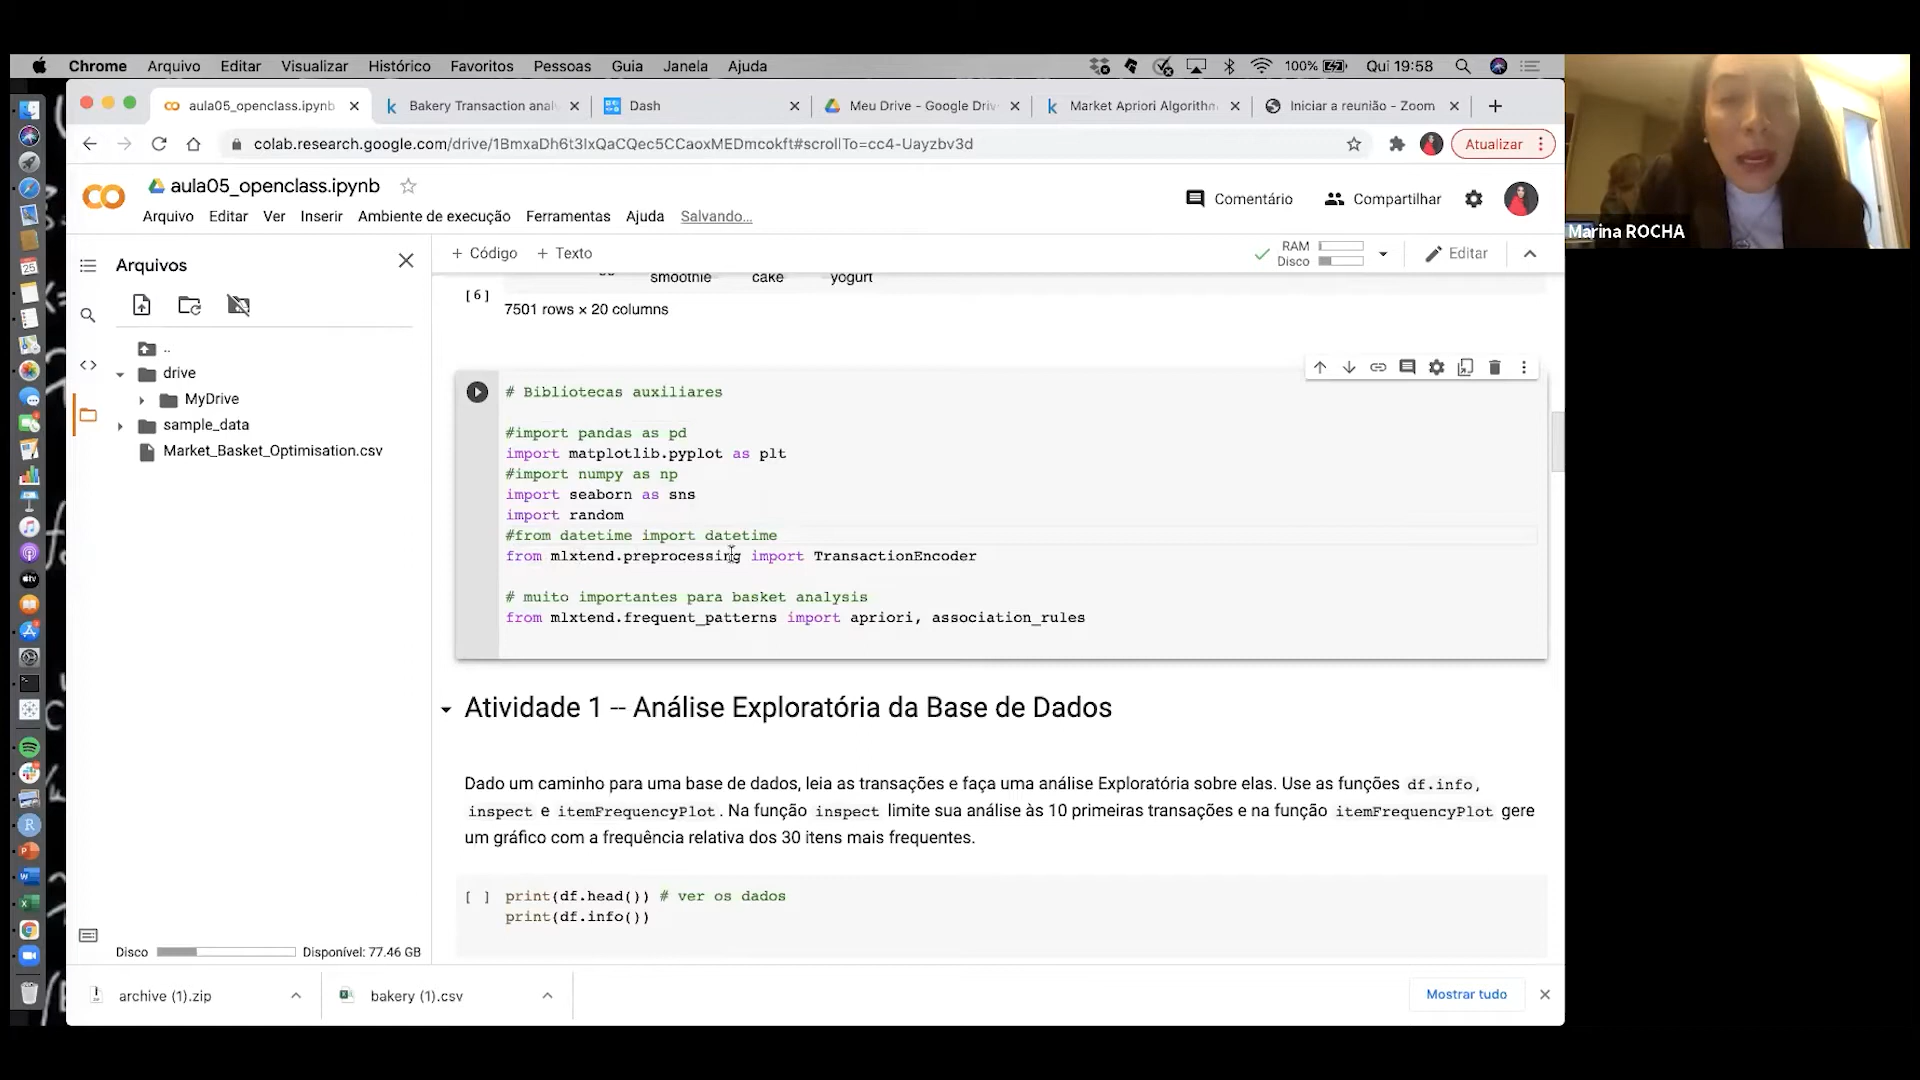 Chrome Arquivo Editar Visualizar Histórico Favoritos Pessoas Guia Janela Ajuda 100% Qui 19:58
aula05_openclass.ipynb Bakery Transaction anal Dash Meu Drive - Google Driv Market Apriori Algorithm Iniciar a reunião - Zoom
colab.research.google.com/drive/1BmxaDh6t3IxQaCQec5CCaoxMEDmcokft#scrollTo=cc4-Uayzbv3d Atualizar
aula05_openclass.ipynb
Comentário Compartilhar
Arquivo Editar Ver Inserir Ambiente de execução Ferramentas Ajuda Salvando...
Marina ROCHA
Arquivos
+ Código + Texto
RAM
Disco
Editar
..
drive
MyDrive
sample_data
Market_Basket_Optimisation.csv
Disco Disponível: 77.46 GB
smoothie cake yogurt
[6]
7501 rows × 20 columns
# Bibliotecas auxiliares
#import pandas as pd
import matplotlib.pyplot as plt
#import numpy as np
import seaborn as sns
import random
#from datetime import datetime
from mlxtend.preprocessing import TransactionEncoder
# muito importantes para basket analysis
from mlxtend.frequent_patterns import apriori, association_rules
Atividade 1 -- Análise Exploratória da Base de Dados
Dado um caminho para uma base de dados, leia as transações e faça uma análise Exploratória sobre elas. Use as funções df.info,
inspect e itemFrequencyPlot. Na função inspect limite sua análise às 10 primeiras transações e na função itemFrequencyPlot gere
um gráfico com a frequência relativa dos 30 itens mais frequentes.
[ ] print(df.head()) # ver os dados
print(df.info())
archive (1).zip bakery (1).csv Mostrar tudo